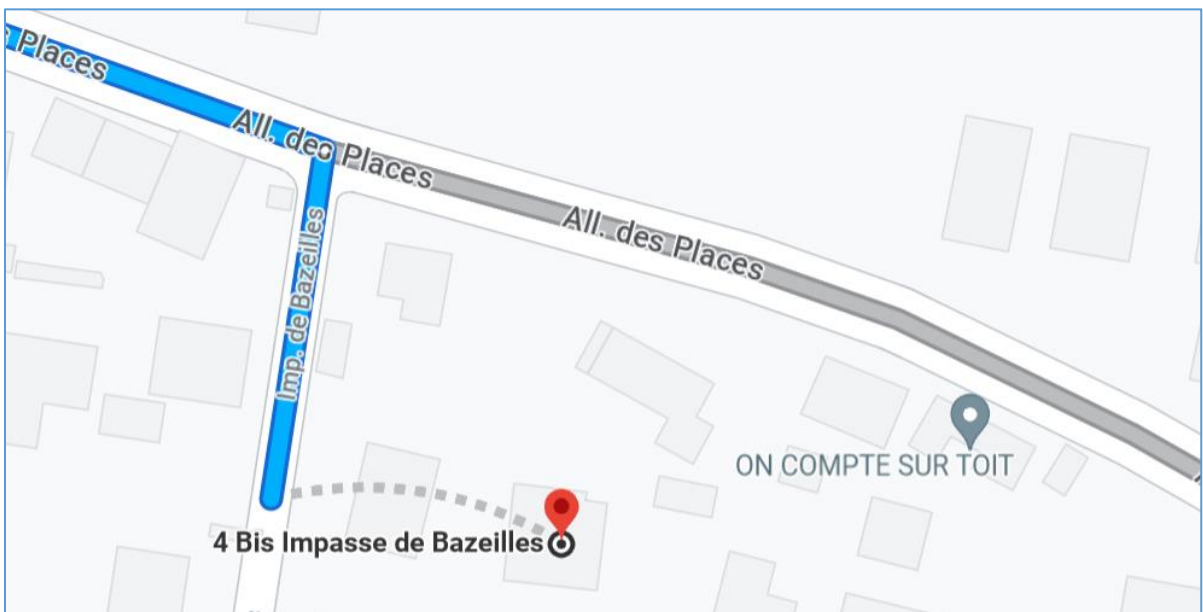 Places
All. des Places
All. des Places
Imp. de Bazeilles
ON COMPTE SUR TOIT
4 Bis Impasse de Bazeilles